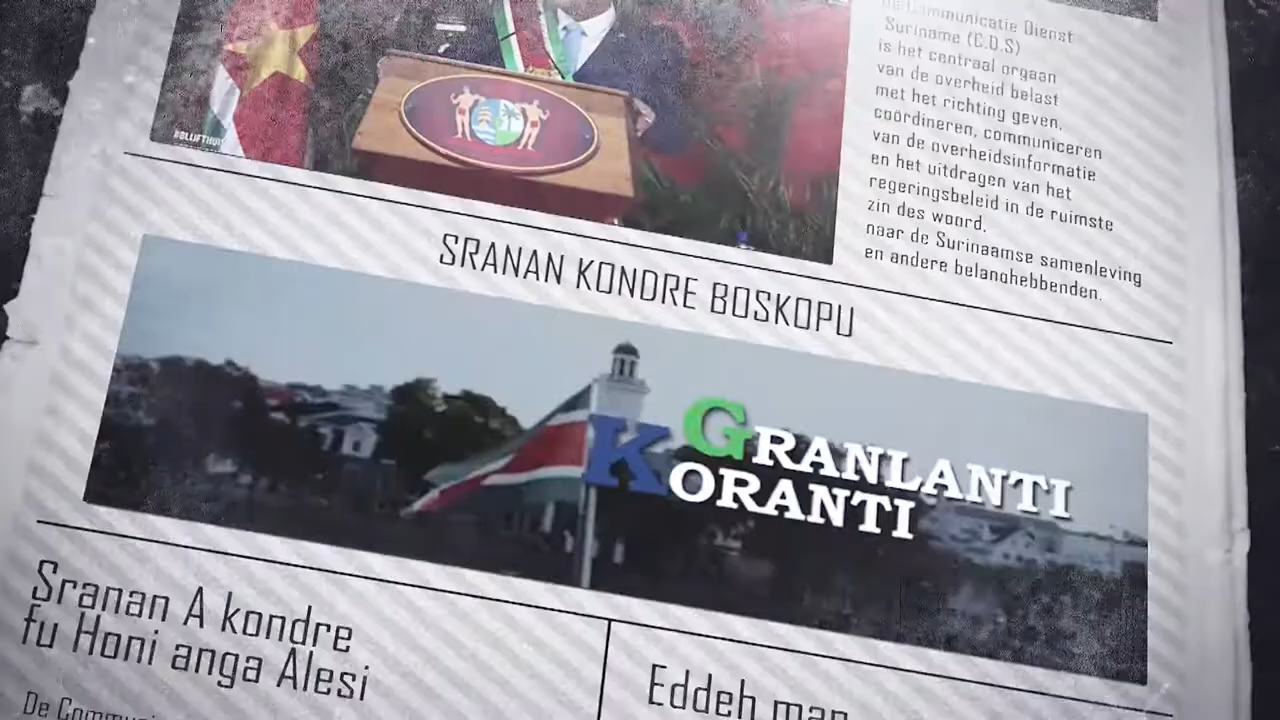 de Communicatie Dienst
Suriname (C.D.S)
is het centraal orgaan
van de overheid belast
met het richting geven,
coördineren, communiceren
van de overheidsinformatie
en het uitdragen van het
regeringsbeleid in de ruimste
zin des woord.
naar de Surinaamse samenleving
en andere belanghebbenden.
SRANAN KONDRE BOSKOPU
GRANLANTI
KORANTI
Sranan A kondre
fu Honi anga Alesi
De
Eddeh man